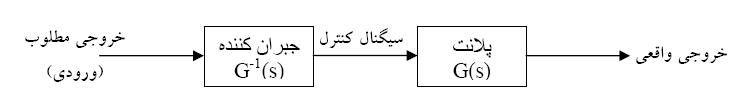 خروجی مطلوب
(ورودی)
جبران کننده
G⁻¹(s)
سیگنال کنترل
پلانت
G(s)
خروجی واقعی